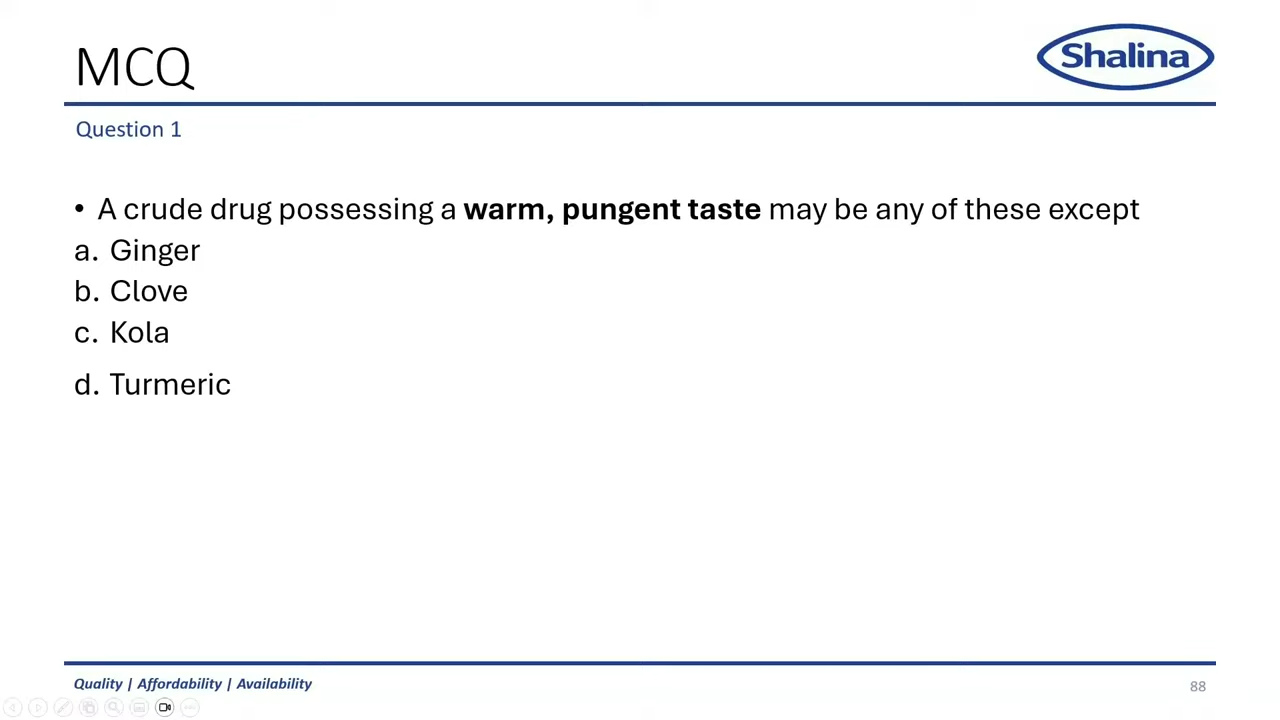 MCQ
Shalina
Question 1
• A crude drug possessing a warm, pungent taste may be any of these except
a. Ginger
b. Clove
c. Kola
d. Turmeric
Quality | Affordability | Availability
88